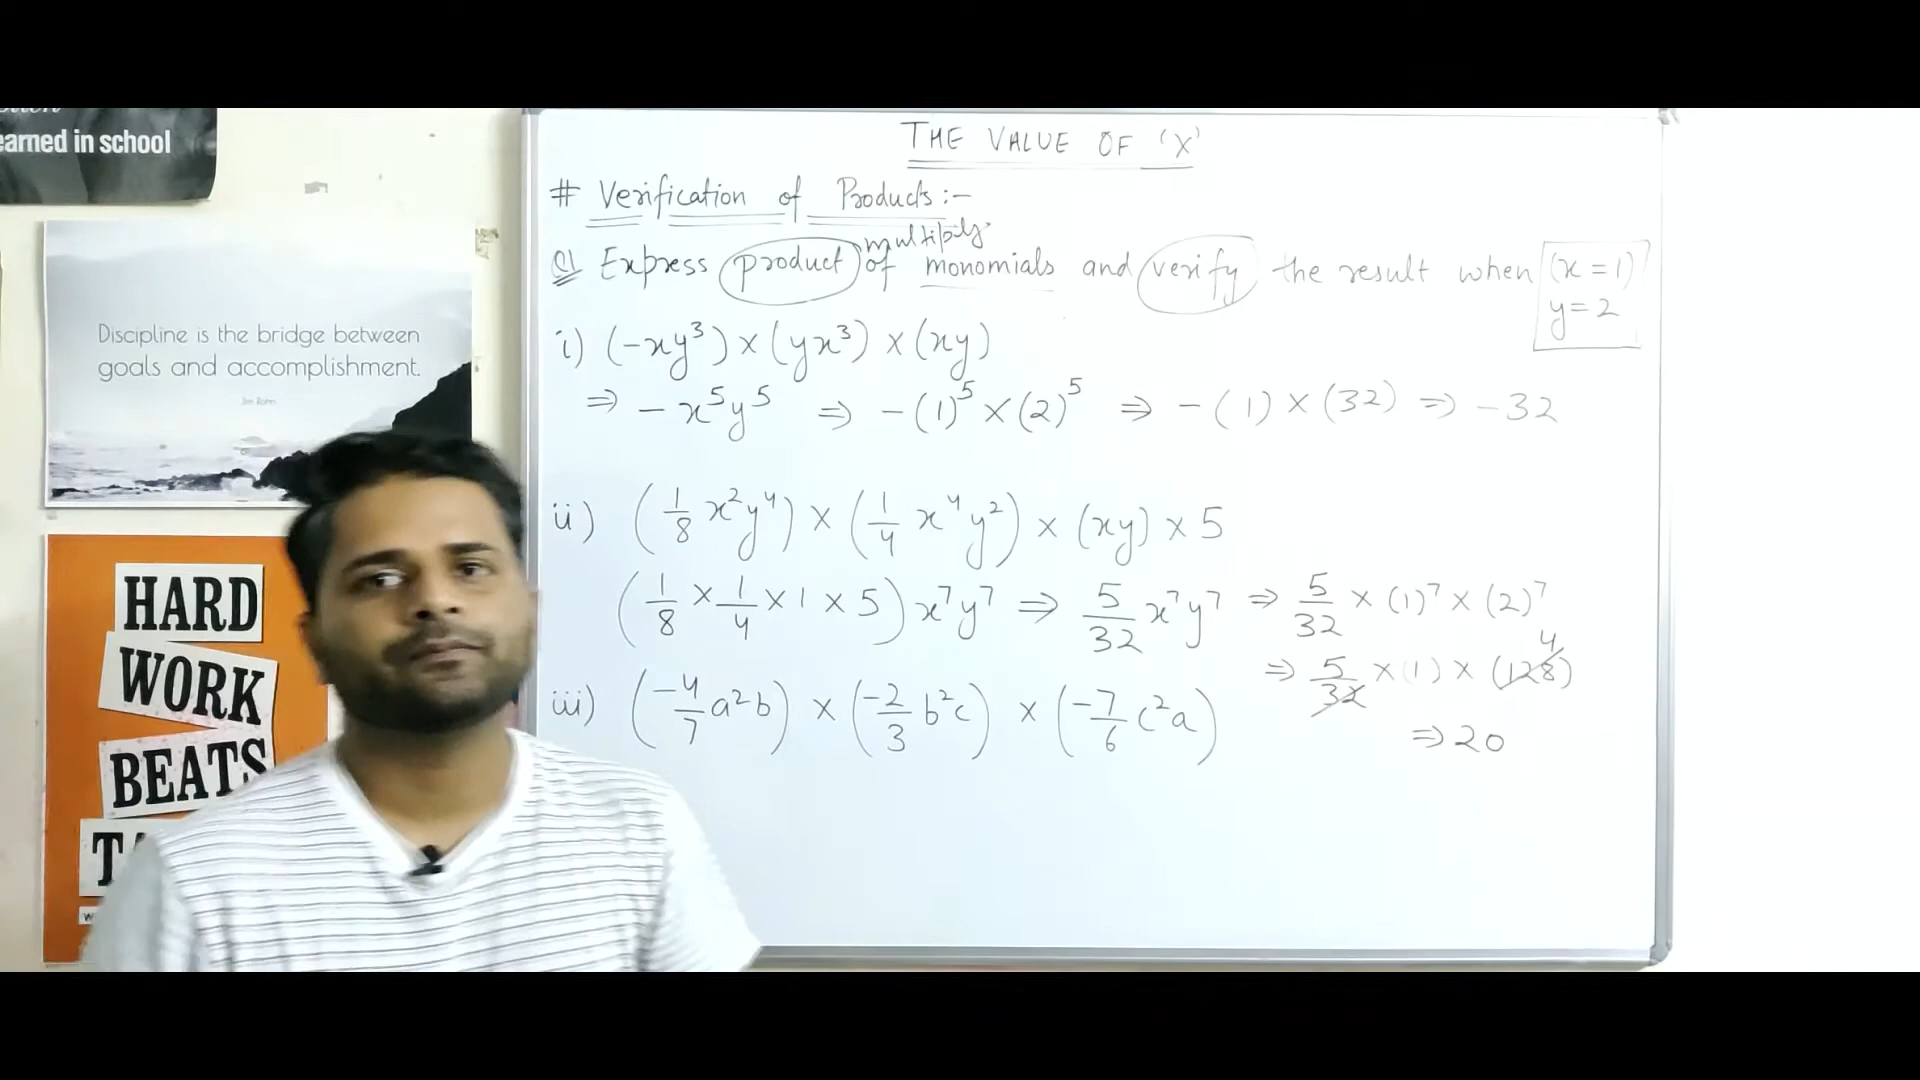 earned in school
Discipline is the bridge between
goals and accomplishment.
Jim Rohn
HARD
WORK
BEATS
THE VALUE OF 'X'
# Verification of Products :-
multiply
Q1 Express product of monomials and verify the result when (x = 1)
y = 2
i) (-xy³) × (yx³) × (xy)
⇒ - x⁵y⁵ ⇒ - (1)⁵ × (2)⁵ ⇒ - (1) × (32) ⇒ - 32
ii) (1/8 x²y⁴) × (1/4 x⁴y²) × (xy) × 5
(1/8 × 1/4 × 1 × 5) x⁷y⁷ ⇒ 5/32 x⁷y⁷ ⇒ 5/32 × (1)⁷ × (2)⁷
4
⇒ 5/32 × (1) × (128)
⇒ 20
iii) (-4/7 a²b) × (-2/3 b²c) × (-7/6 c²a)